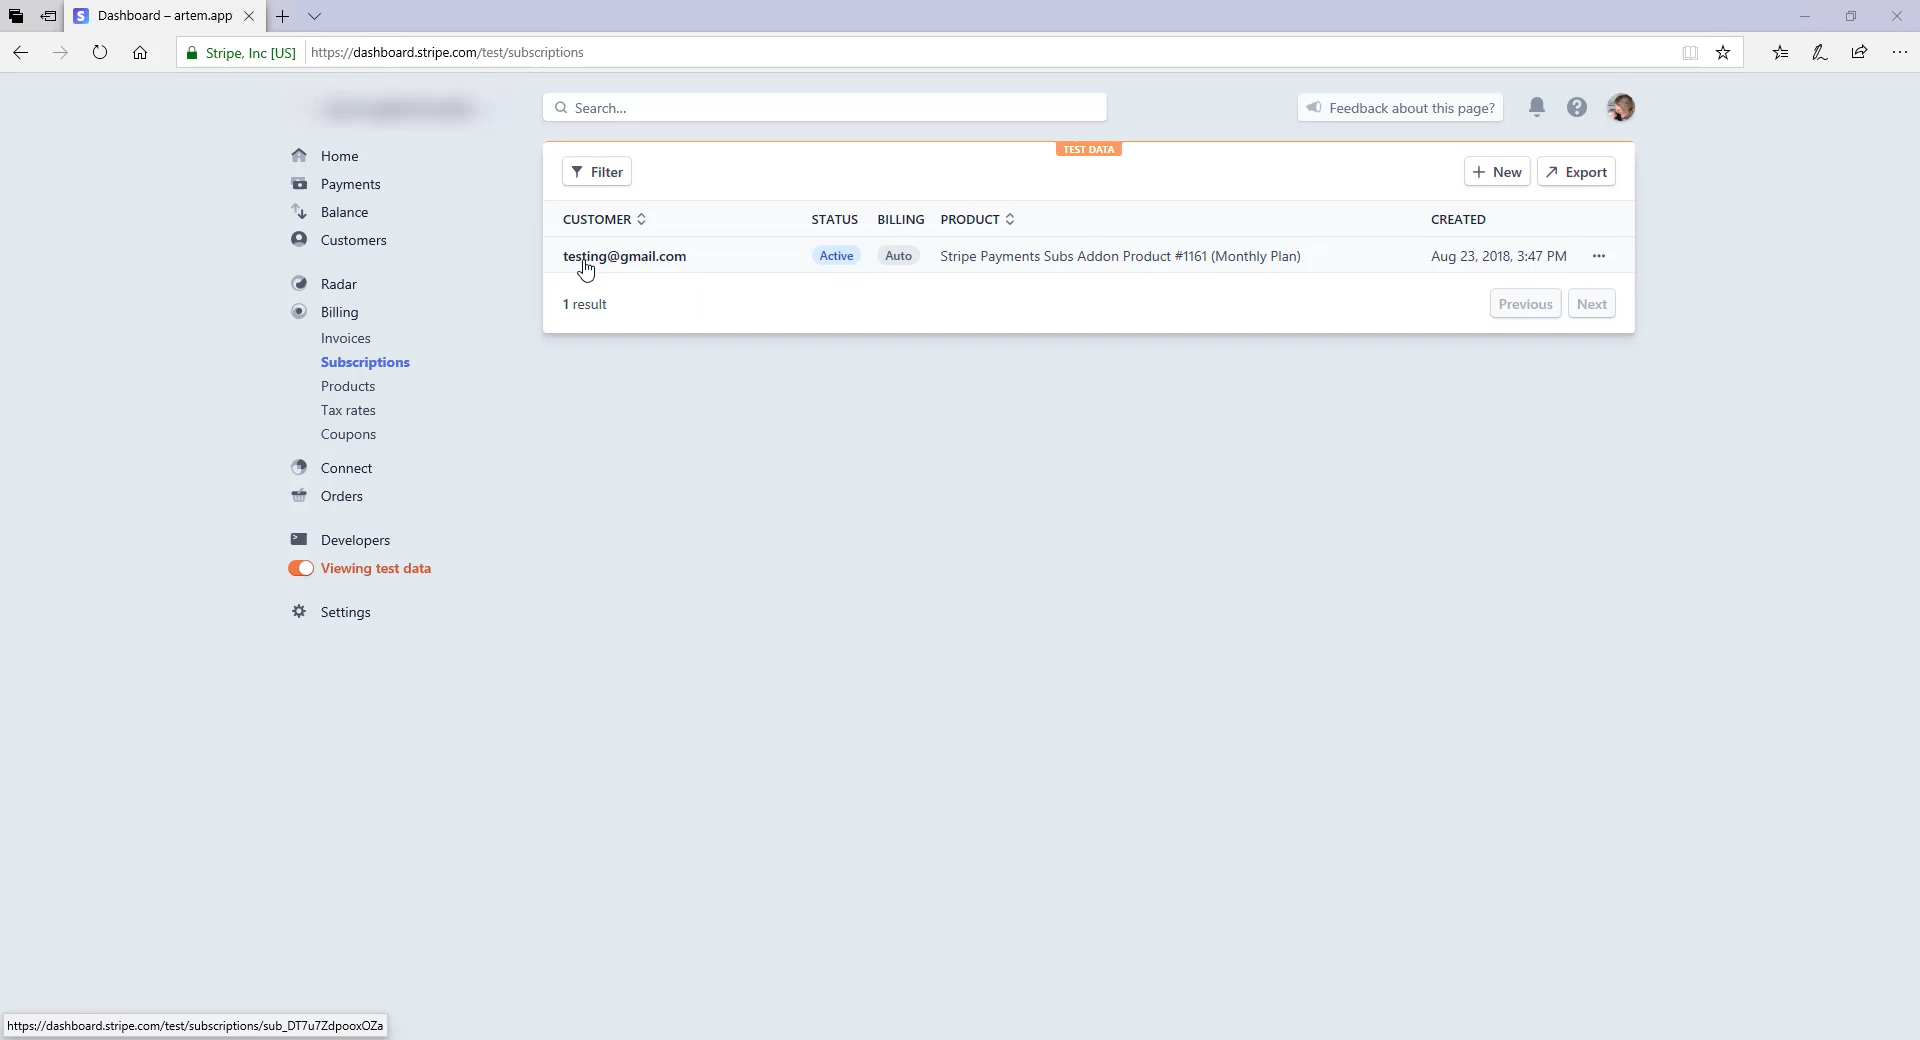 Dashboard – artem.app
Stripe, Inc [US]
https://dashboard.stripe.com/test/subscriptions
Search...
Feedback about this page?
Home
Payments
Balance
Customers
Radar
Billing
Invoices
Subscriptions
Products
Tax rates
Coupons
Connect
Orders
Developers
Viewing test data
Settings
TEST DATA
Filter
New
Export
CUSTOMER STATUS BILLING PRODUCT CREATED
testing@gmail.com Active Auto Stripe Payments Subs Addon Product #1161 (Monthly Plan) Aug 23, 2018, 3:47 PM
1 result
Previous
Next
https://dashboard.stripe.com/test/subscriptions/sub_DT7u7ZdpooxOZa